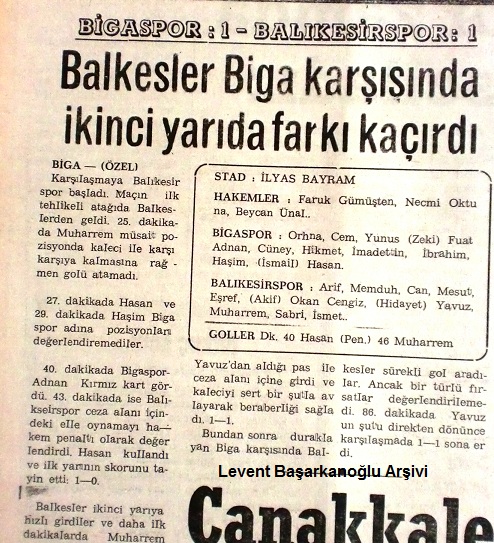 BİGASPOR : 1 - BALIKESİRSPOR: 1
Balkesler Biga karşısında
ikinci yarıda farkı kaçırdı
BİGA — (ÖZEL)
Karşılaşmaya Balıkesir
spor başladı. Maçın ilk
tehlikeli atağıda Balkes-
lerden geldi. 25. dakika-
da Muharrem müsait po-
zisyonda kaleci ile karşı
karşıya kalmasına rağ -
men golü atamadı.
27. dakikada Hasan ve
29. dakikada Haşim Biga
spor adına pozisyonları
değerlendiremediler.
40. dakikada Bigaspor-
Adnan Kırmız kart gör-
dü. 43. dakikada ise Balı-
kseirspor ceza alanı için-
deki elle oynamayı ha-
kem penaltı olarak değer
lendirdi. Hasan kullandı
ve ilk yarının skorunu ta-
yin etti: 1—0.
Balkesler ikinci yarıya
hızlı girdiler ve daha ilk
dakikalarda Muharrem
STAD : İLYAS BAYRAM
HAKEMLER : Faruk Gümüşten, Necmi Oktu
na, Beycan Ünal..
BİGASPOR : Orhna, Cem, Yunus (Zeki) Fuat
Adnan, Cüney, Hikmet, İmadettin, İbrahim,
Haşim, (İsmail) Hasan.
BALIKESİRSPOR : Arif, Memduh, Can, Mesut,
Eşref, (Akif) Okan Cengiz, (Hidayet) Yavuz,
Muharrem, Sabri, İsmet..
GOLLER Dk. 40 Hasan (Pen.) 46 Muharrem
Yavuz'dan aldığı pas ile
ceza alanı içine girdi ve
kaleciyi sert bir şutla av
layarak beraberliği sağla
dı. 1—1.
Bundan sonra durakla
yan Biga karşısında Bal-
kesler sürekli gol aradı-
lar. Ancak bir türlü fır-
satlar değerlendirileme-
di. 86. dakikada Yavuz
un şutu direkten dönünce
karşılaşmada 1—1 sona er
di.
Levent Başarkanoğlu Arşivi
Çanakkale